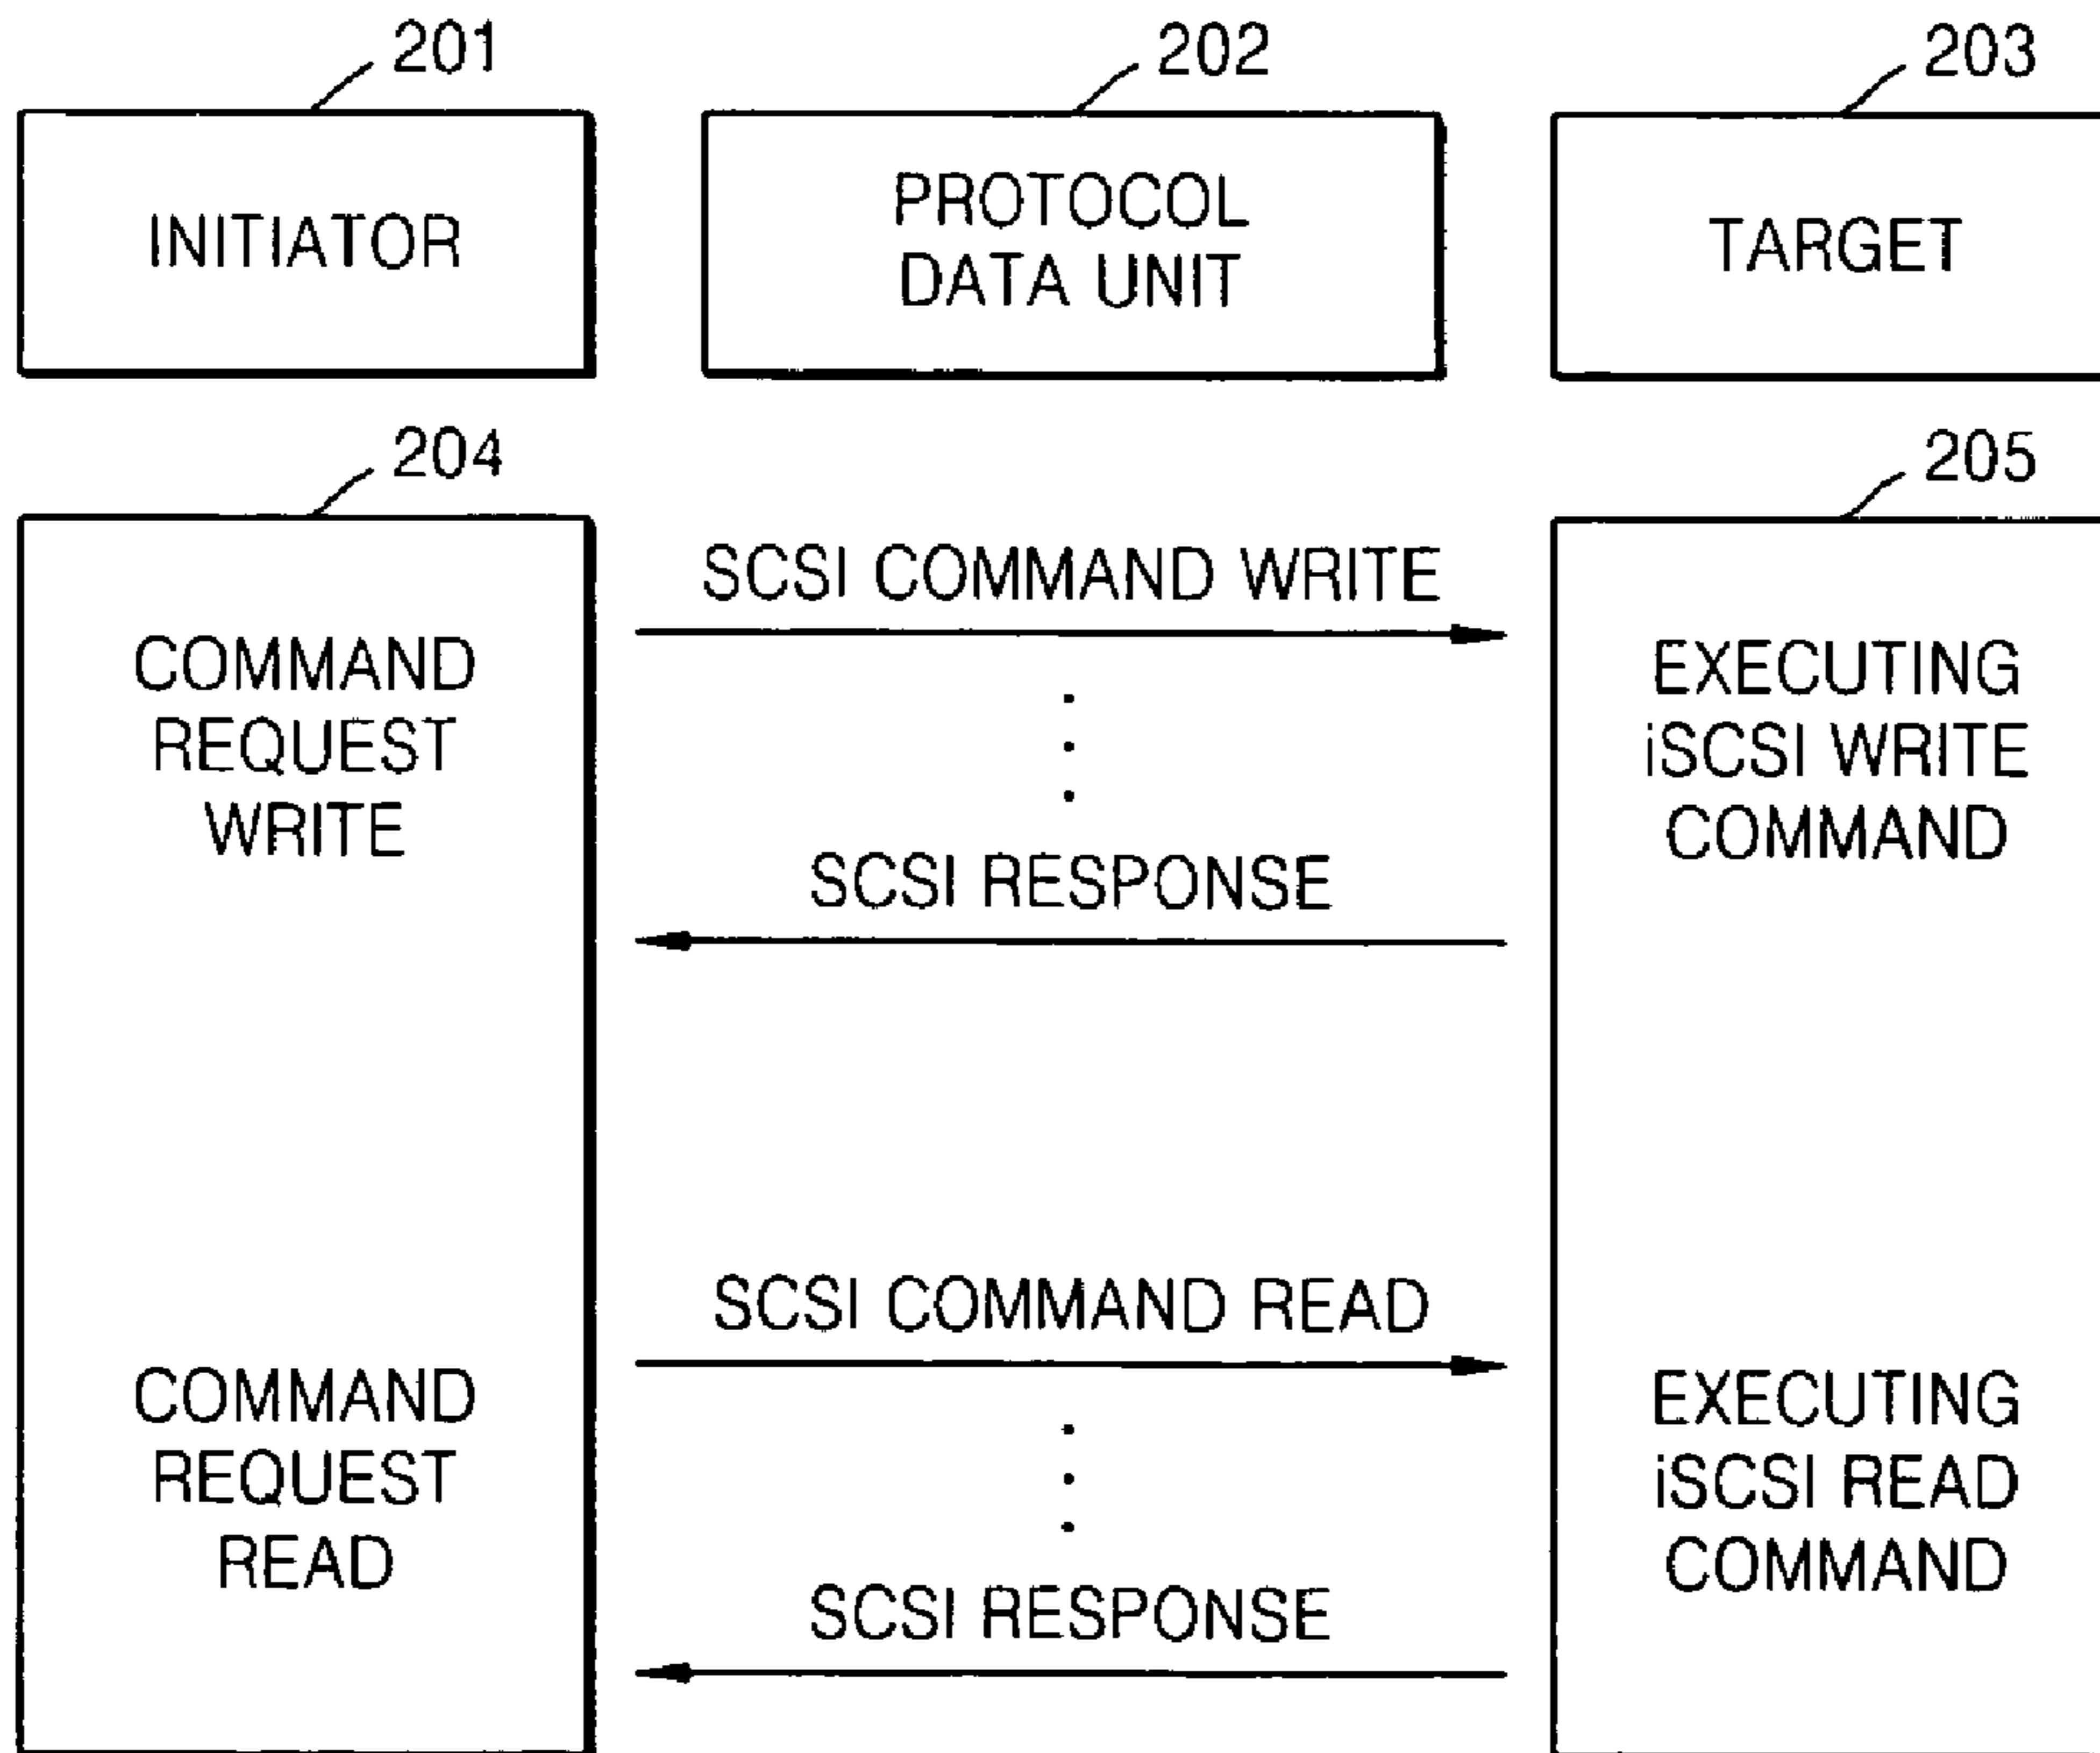 201
202
203
INITIATOR
PROTOCOL
DATA UNIT
TARGET
204
205
SCSI COMMAND WRITE
COMMAND
REQUEST
WRITE
EXECUTING
iSCSI WRITE
COMMAND
SCSI RESPONSE
SCSI COMMAND READ
COMMAND
REQUEST
READ
EXECUTING
iSCSI READ
COMMAND
SCSI RESPONSE